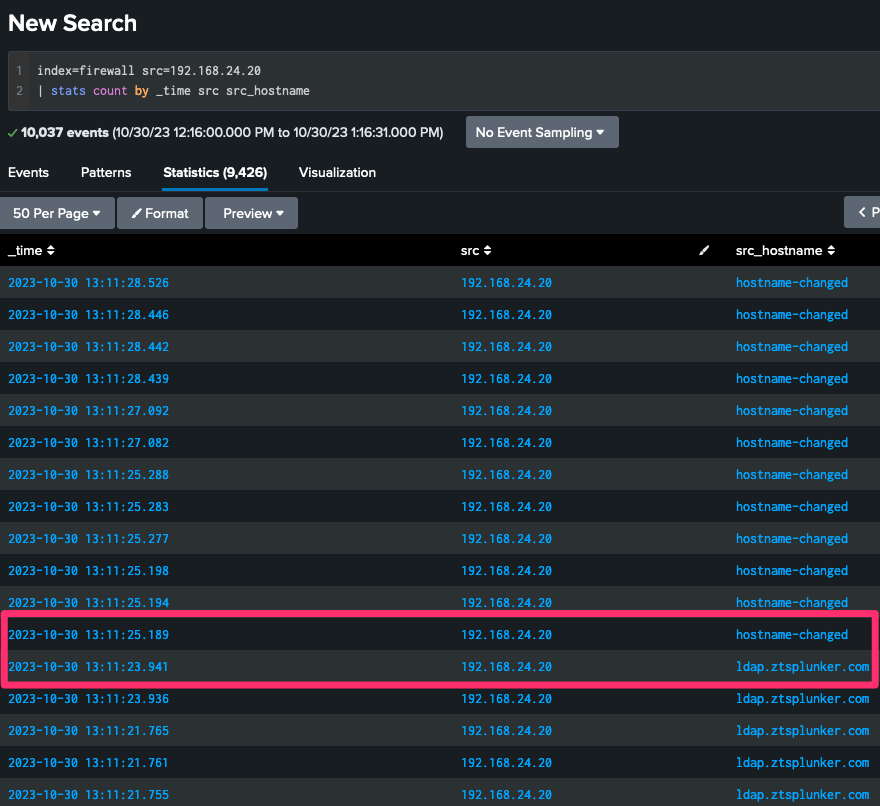 New Search
1 index=firewall src=192.168.24.20
2 | stats count by _time src src_hostname
10,037 events (10/30/23 12:16:00.000 PM to 10/30/23 1:16:31.000 PM) No Event Sampling
Events Patterns Statistics (9,426) Visualization
50 Per Page Format Preview < P
_time src src_hostname
2023-10-30 13:11:28.526 192.168.24.20 hostname-changed
2023-10-30 13:11:28.446 192.168.24.20 hostname-changed
2023-10-30 13:11:28.442 192.168.24.20 hostname-changed
2023-10-30 13:11:28.439 192.168.24.20 hostname-changed
2023-10-30 13:11:27.092 192.168.24.20 hostname-changed
2023-10-30 13:11:27.082 192.168.24.20 hostname-changed
2023-10-30 13:11:25.288 192.168.24.20 hostname-changed
2023-10-30 13:11:25.283 192.168.24.20 hostname-changed
2023-10-30 13:11:25.277 192.168.24.20 hostname-changed
2023-10-30 13:11:25.198 192.168.24.20 hostname-changed
2023-10-30 13:11:25.194 192.168.24.20 hostname-changed
2023-10-30 13:11:25.189 192.168.24.20 hostname-changed
2023-10-30 13:11:23.941 192.168.24.20 ldap.ztsplunker.com
2023-10-30 13:11:23.936 192.168.24.20 ldap.ztsplunker.com
2023-10-30 13:11:21.765 192.168.24.20 ldap.ztsplunker.com
2023-10-30 13:11:21.761 192.168.24.20 ldap.ztsplunker.com
2023-10-30 13:11:21.755 192.168.24.20 ldap.ztsplunker.com